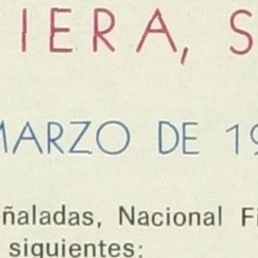 IERA, S
MARZO DE 19
ñaladas, Nacional Fi
siguientes: